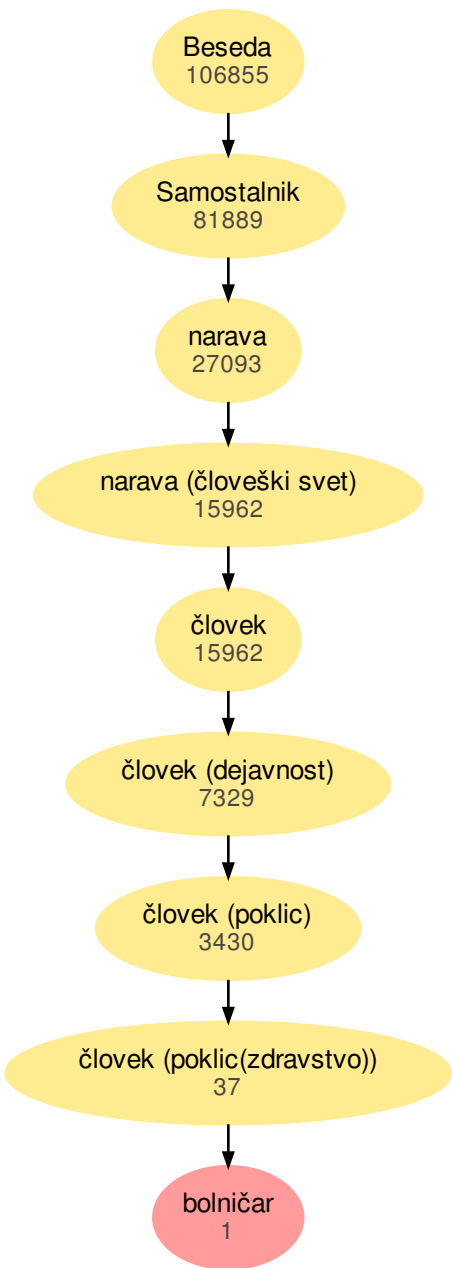 Beseda
106855
Samostalnik
81889
narava
27093
narava (človeški svet)
15962
človek
15962
človek (dejavnost)
7329
človek (poklic)
3430
človek (poklic(zdravstvo))
37
bolničar
1